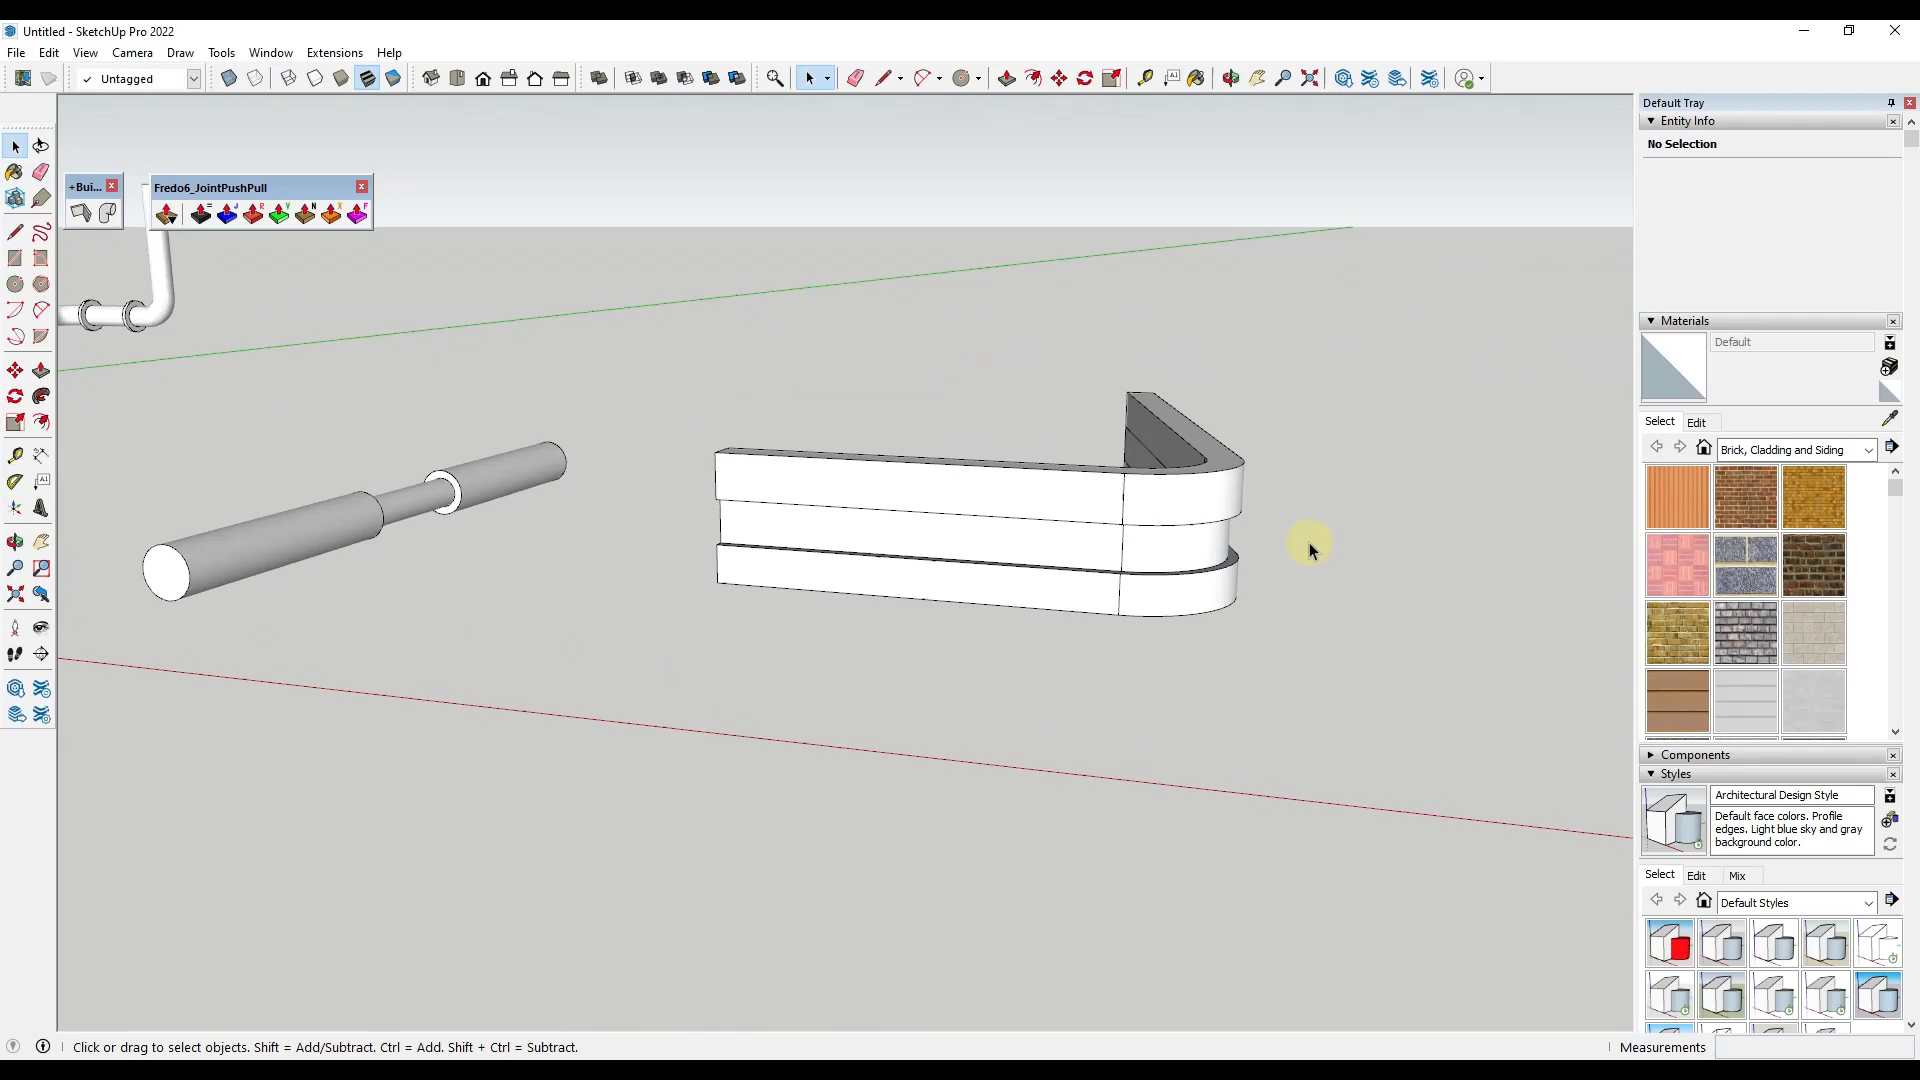 Untitled - SketchUp Pro 2022
File Edit View Camera Draw Tools Window Extensions Help
✓ Untagged
Default Tray
Entity Info
No Selection
+Bui...
Fredo6_JointPushPull
= J R V N X F
Materials
Default
Select Edit
Brick, Cladding and Siding
Components
Styles
Architectural Design Style
Default face colors. Profile
edges. Light blue sky and gray
background color.
Select Edit Mix
Default Styles
Click or drag to select objects. Shift = Add/Subtract. Ctrl = Add. Shift + Ctrl = Subtract.
Measurements